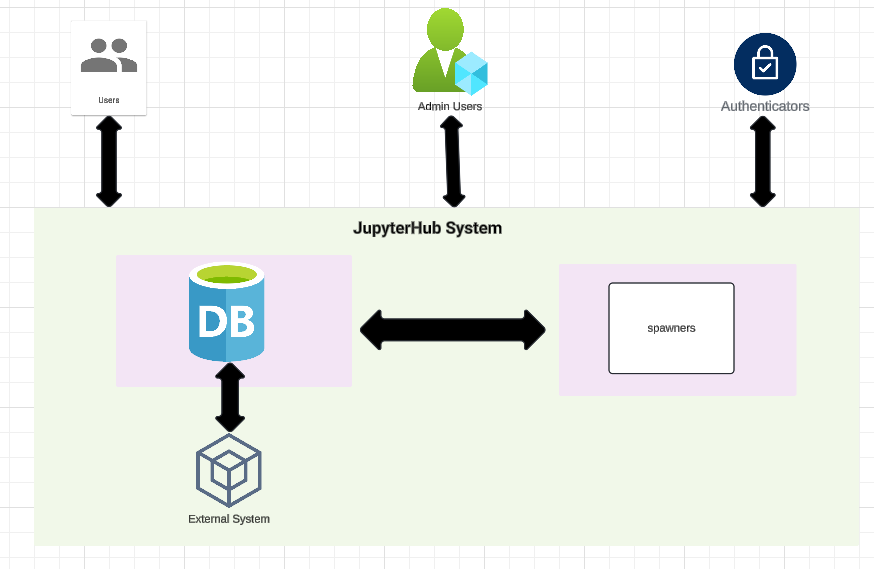 Users
Admin Users
Authenticators
JupyterHub System
DB
spawners
External System